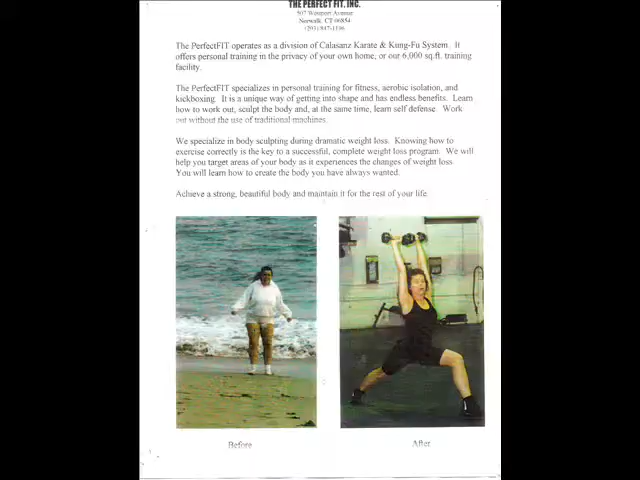 THE PERFECT FIT, INC.
507 Westport Avenue
Norwalk, CT 06854
The PerfectFIT operates as a division of Calasanz Karate & Kung-Fu System. It
offers personal training in the privacy of your own home, or our 6,000 sq.ft. training
facility.
The PerfectFIT specializes in personal training for fitness, aerobic isolation, and
kickboxing. It is a unique way of getting into shape and has endless benefits. Learn
how to work out, sculpt the body and, at the same time, learn self defense. Work
out without the use of traditional machines.
We specialize in body sculpting during dramatic weight loss. Knowing how to
exercise correctly is the key to a successful, complete weight loss program. We will
help you target areas of your body as it experiences the changes of weight loss.
You will learn how to create the body you have always wanted.
Achieve a strong, beautiful body and maintain it for the rest of your life.
Before
After